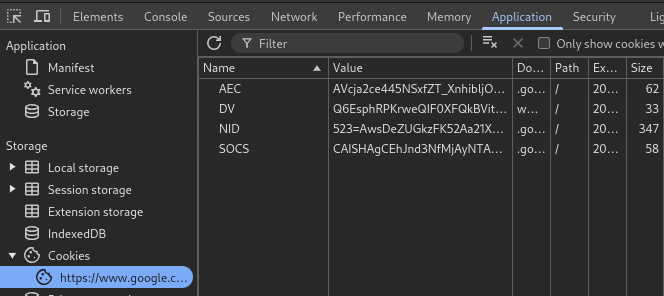 Elements Console Sources Network Performance Memory Application Security
Application
Manifest
Service workers
Storage
Storage
Local storage
Session storage
Extension storage
IndexedDB
Cookies
https://www.google.c...
Filter Only show cookies w
Name Value Do... Path Ex... Size
AEC AVcja2ce445NSxfZT_XnhibljO... .go... / 20... 62
DV Q6EsphRPKrweQIF0XFQkBVit... w... / 20... 33
NID 523=AwsDeZUGkzFK52Aa21X... .go... / 20... 347
SOCS CAISHAgCEhJnd3NfMjAyNTA... .go... / 20... 58